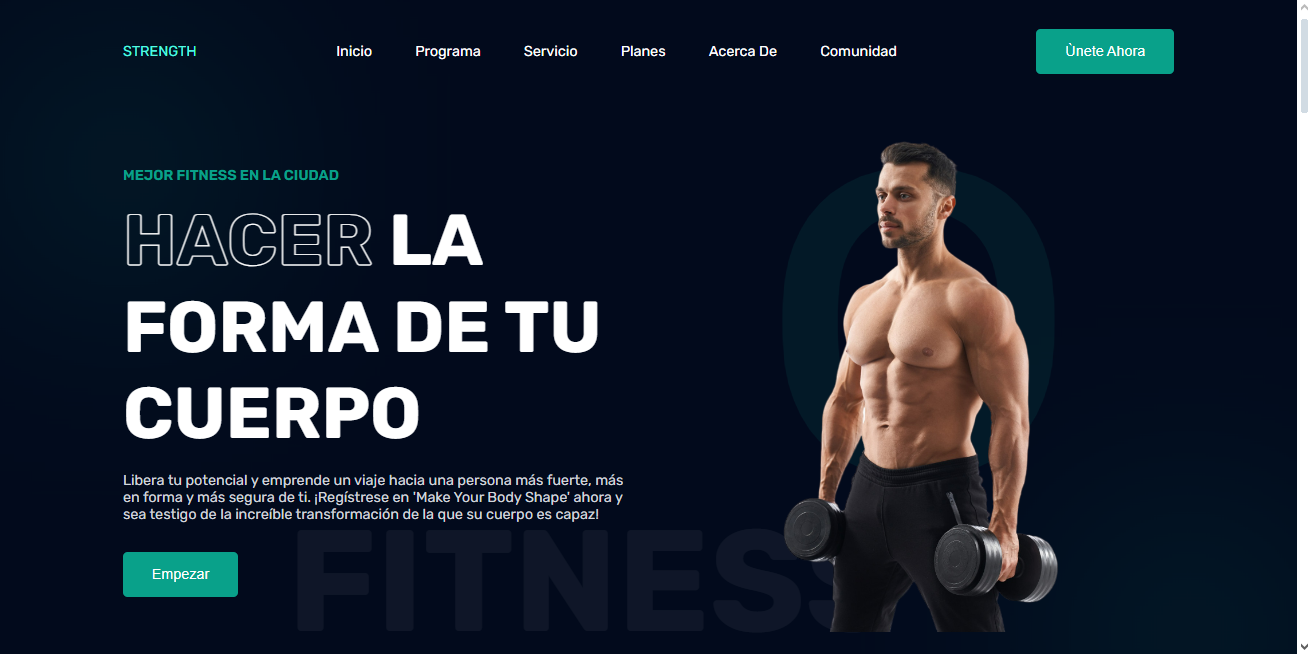 STRENGTH
Inicio
Programa
Servicio
Planes
Acerca De
Comunidad
Ùnete Ahora
MEJOR FITNESS EN LA CIUDAD
HACER LA
FORMA DE TU
CUERPO
Libera tu potencial y emprende un viaje hacia una persona más fuerte, más
en forma y más segura de ti. ¡Regístrese en 'Make Your Body Shape' ahora y
sea testigo de la increíble transformación de la que su cuerpo es capaz!
FITNESS
Empezar